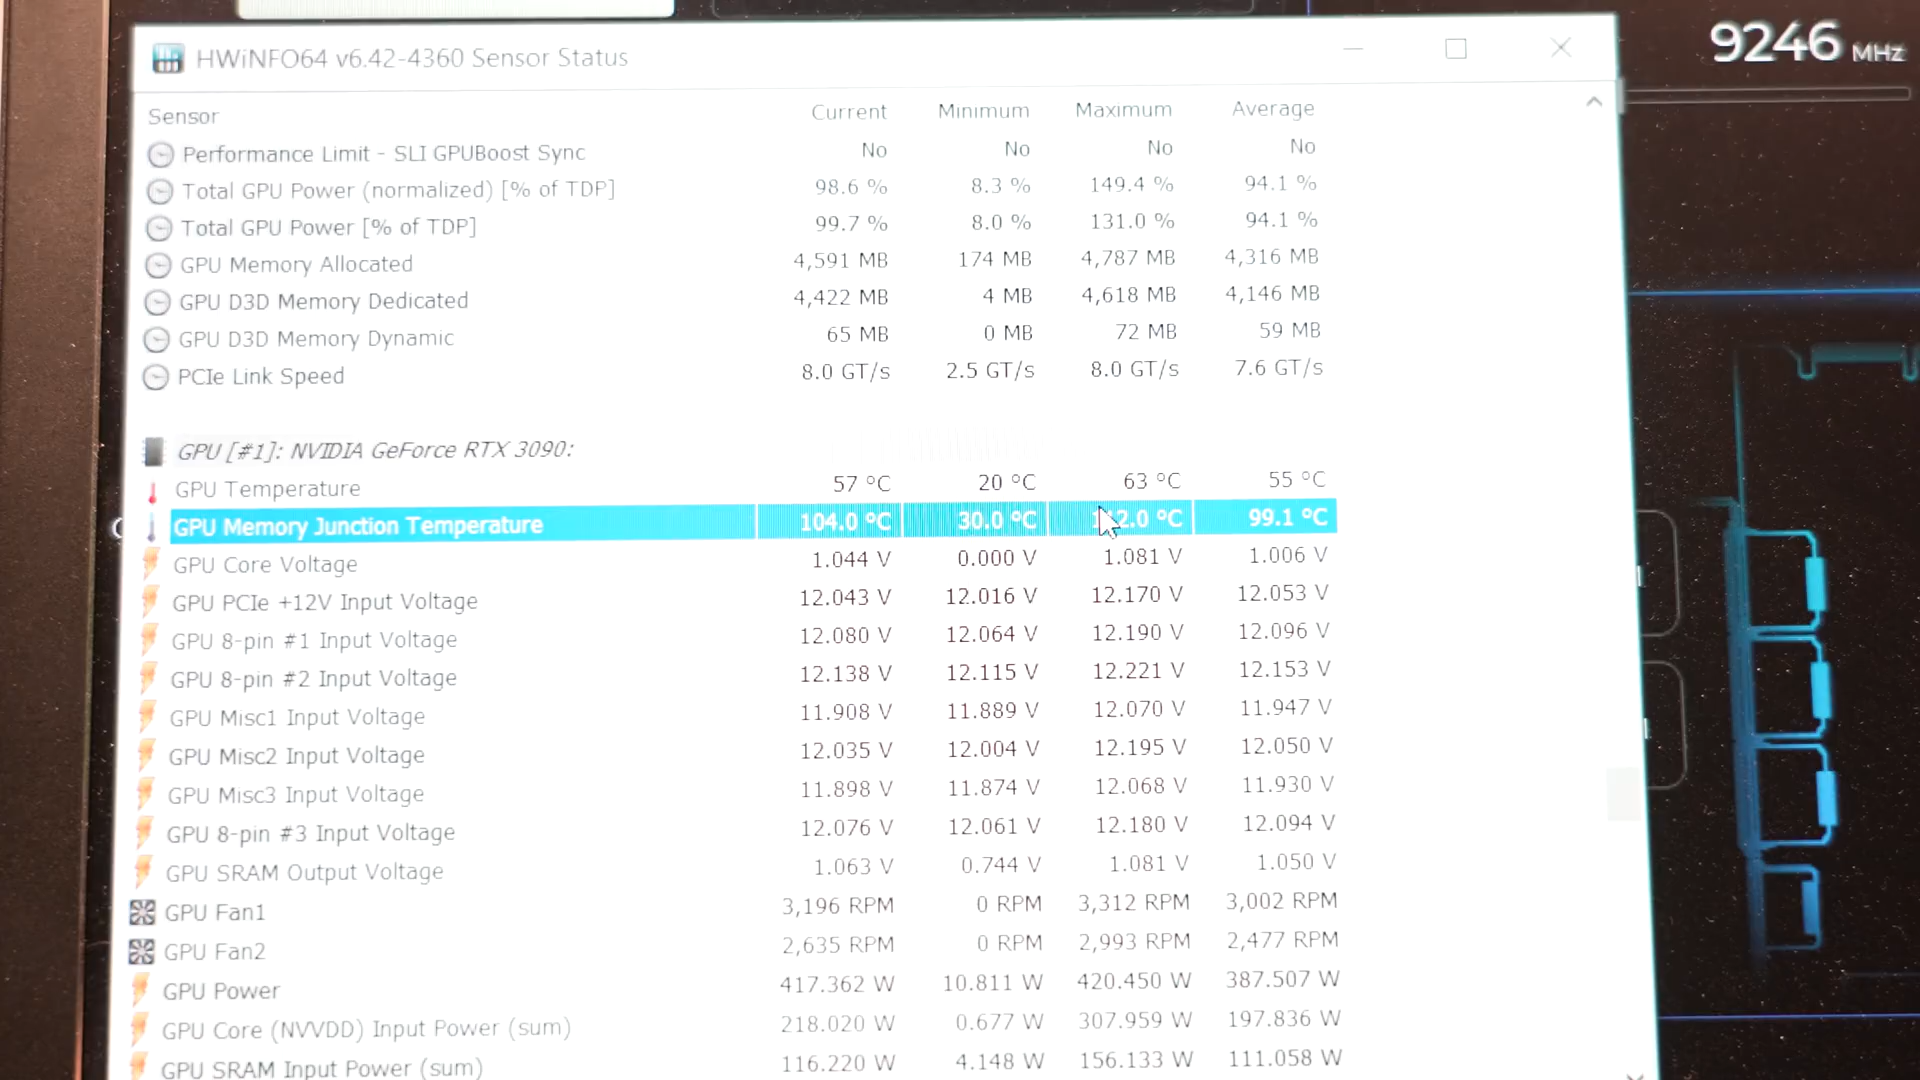 9246 MHz
HWiNFO64 v6.42-4360 Sensor Status
Sensor Current Minimum Maximum Average
Performance Limit - SLI GPUBoost Sync No No No No
Total GPU Power (normalized) [% of TDP] 98.6 % 8.3 % 149.4 % 94.1 %
Total GPU Power [% of TDP] 99.7 % 8.0 % 131.0 % 94.1 %
GPU Memory Allocated 4,591 MB 174 MB 4,787 MB 4,316 MB
GPU D3D Memory Dedicated 4,422 MB 4 MB 4,618 MB 4,146 MB
GPU D3D Memory Dynamic 65 MB 0 MB 72 MB 59 MB
PCIe Link Speed 8.0 GT/s 2.5 GT/s 8.0 GT/s 7.6 GT/s
GPU [#1]: NVIDIA GeForce RTX 3090:
GPU Temperature 57 °C 20 °C 63 °C 55 °C
GPU Memory Junction Temperature 104.0 °C 30.0 °C °C 99.1 °C
GPU Core Voltage 1.044 V 0.000 V 1.081 V 1.006 V
GPU PCIe +12V Input Voltage 12.043 V 12.016 V 12.170 V 12.053 V
GPU 8-pin #1 Input Voltage 12.080 V 12.064 V 12.190 V 12.096 V
GPU 8-pin #2 Input Voltage 12.138 V 12.115 V 12.221 V 12.153 V
GPU Misc1 Input Voltage 11.908 V 11.889 V 12.070 V 11.947 V
GPU Misc2 Input Voltage 12.035 V 12.004 V 12.195 V 12.050 V
GPU Misc3 Input Voltage 11.898 V 11.874 V 12.068 V 11.930 V
GPU 8-pin #3 Input Voltage 12.076 V 12.061 V 12.180 V 12.094 V
GPU SRAM Output Voltage 1.063 V 0.744 V 1.081 V 1.050 V
GPU Fan1 3,196 RPM 0 RPM 3,312 RPM 3,002 RPM
GPU Fan2 2,635 RPM 0 RPM 2,993 RPM 2,477 RPM
GPU Power 417.362 W 10.811 W 420.450 W 387.507 W
GPU Core (NVVDD) Input Power (sum) 218.020 W 0.677 W 307.959 W 197.836 W
GPU SRAM Input Power (sum) 116.220 W 4.148 W 156.133 W 111.058 W